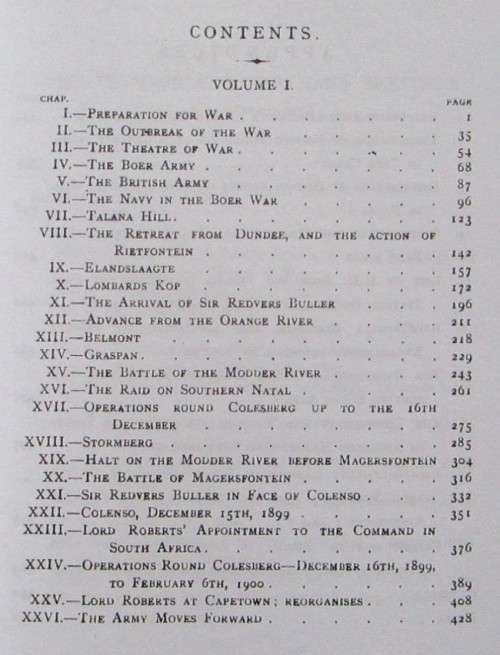 CONTENTS.
VOLUME I.
CHAP. PAGE
I.—PREPARATION FOR WAR . . . . . . 1
II.—THE OUTBREAK OF THE WAR . . . . . 35
III.—THE THEATRE OF WAR . . . . . . 54
IV.—THE BOER ARMY . . . . . . . 68
V.—THE BRITISH ARMY . . . . . . 87
VI.—THE NAVY IN THE BOER WAR . . . . . 96
VII.—TALANA HILL . . . . . . . . 123
VIII.—THE RETREAT FROM DUNDEE, AND THE ACTION OF
RIETFONTEIN . . . . . . . 142
IX.—ELANDSLAAGTE . . . . . . . 157
X.—LOMBARDS KOP . . . . . . . 172
XI.—THE ARRIVAL OF SIR REDVERS BULLER . . . 196
XII.—ADVANCE FROM THE ORANGE RIVER . . . . 211
XIII.—BELMONT . . . . . . . . 218
XIV.—GRASPAN . . . . . . . . 229
XV.—THE BATTLE OF THE MODDER RIVER . . . . 243
XVI.—THE RAID ON SOUTHERN NATAL . . . . 261
XVII.—OPERATIONS ROUND COLESBERG UP TO THE 16TH
DECEMBER . . . . . . . 275
XVIII.—STORMBERG . . . . . . . . 285
XIX.—HALT ON THE MODDER RIVER BEFORE MAGERSFONTEIN 304
XX.—THE BATTLE OF MAGERSFONTEIN . . . . 316
XXI.—SIR REDVERS BULLER IN FACE OF COLENSO . . . 332
XXII.—COLENSO, DECEMBER 15TH, 1899 . . . . 351
XXIII.—LORD ROBERTS' APPOINTMENT TO THE COMMAND IN
SOUTH AFRICA . . . . . . . 376
XXIV.—OPERATIONS ROUND COLESBERG—DECEMBER 16TH, 1899,
TO FEBRUARY 6TH, 1900 . . . . . 389
XXV.—LORD ROBERTS AT CAPETOWN; REORGANISES . . . 408
XXVI.—THE ARMY MOVES FORWARD . . . . . 428